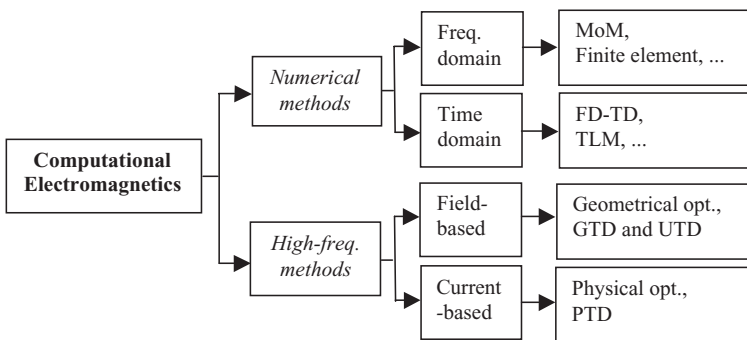 Computational
Electromagnetics
Numerical
methods
Freq.
domain
MoM,
Finite element, ...
Time
domain
FD-TD,
TLM, ...
High-freq.
methods
Field-
based
Geometrical opt.,
GTD and UTD
Current
-based
Physical opt.,
PTD